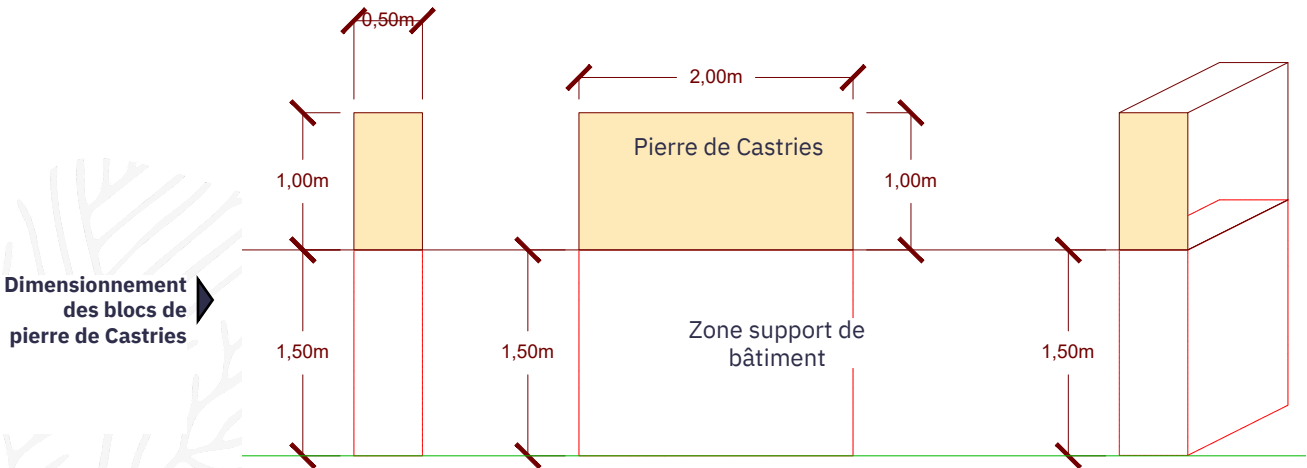 0,50m
2,00m
Pierre de Castries
1,00m
1,00m
Dimensionnement
des blocs de
pierre de Castries
Zone support de
bâtiment
1,50m
1,50m
1,50m